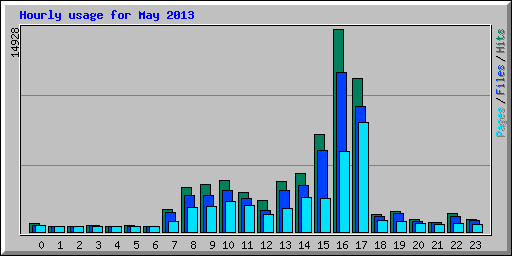 Hourly usage for May 2013
14928
Pages/Files/Hits
0 1 2 3 4 5 6 7 8 9 10 11 12 13 14 15 16 17 18 19 20 21 22 23